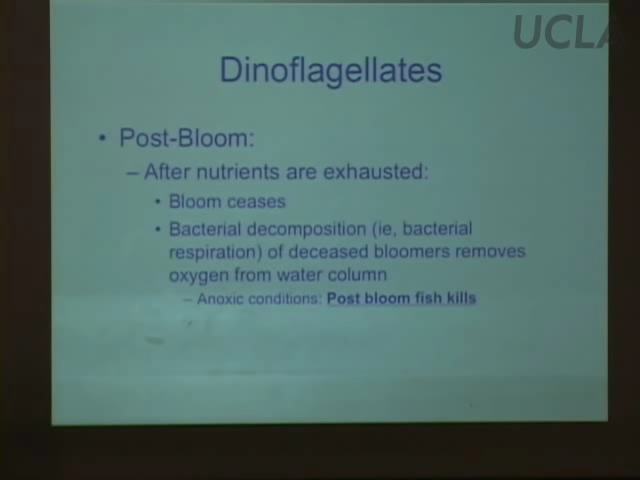 UCLA
Dinoflagellates
• Post-Bloom:
– After nutrients are exhausted:
• Bloom ceases
• Bacterial decomposition (ie, bacterial
respiration) of deceased bloomers removes
oxygen from water column
– Anoxic conditions: Post bloom fish kills